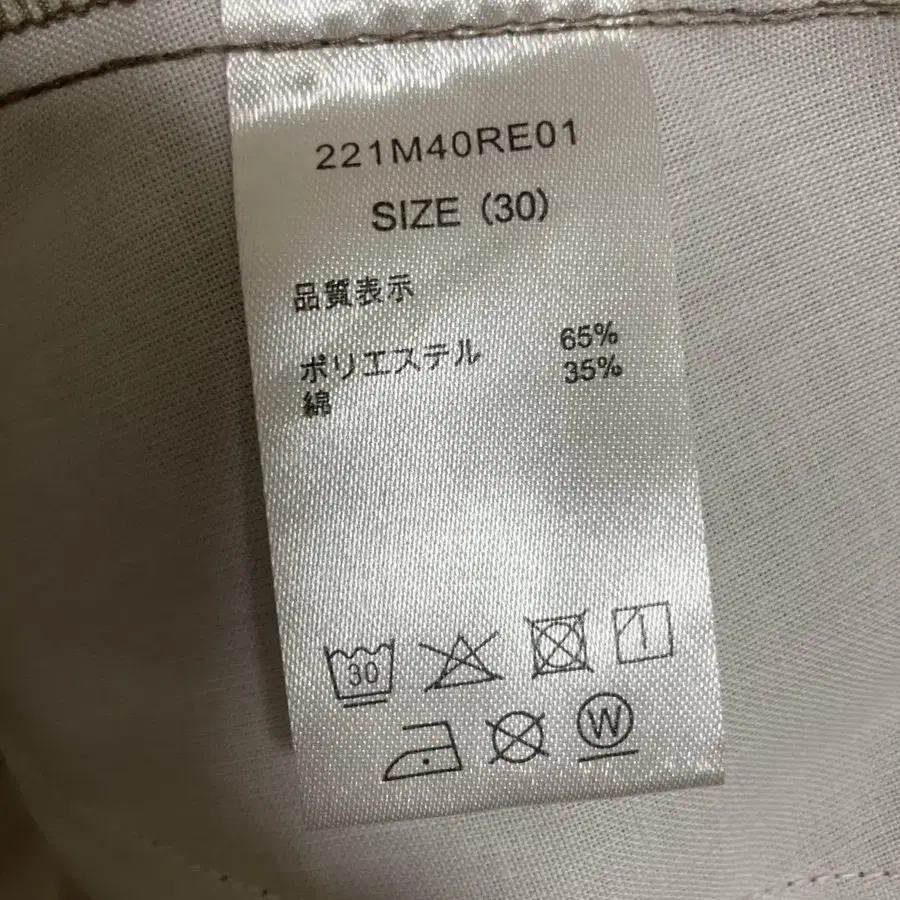 221M40RE01
SIZE (30)
品質表示
ポリエステル 65%
綿 35%
30
W